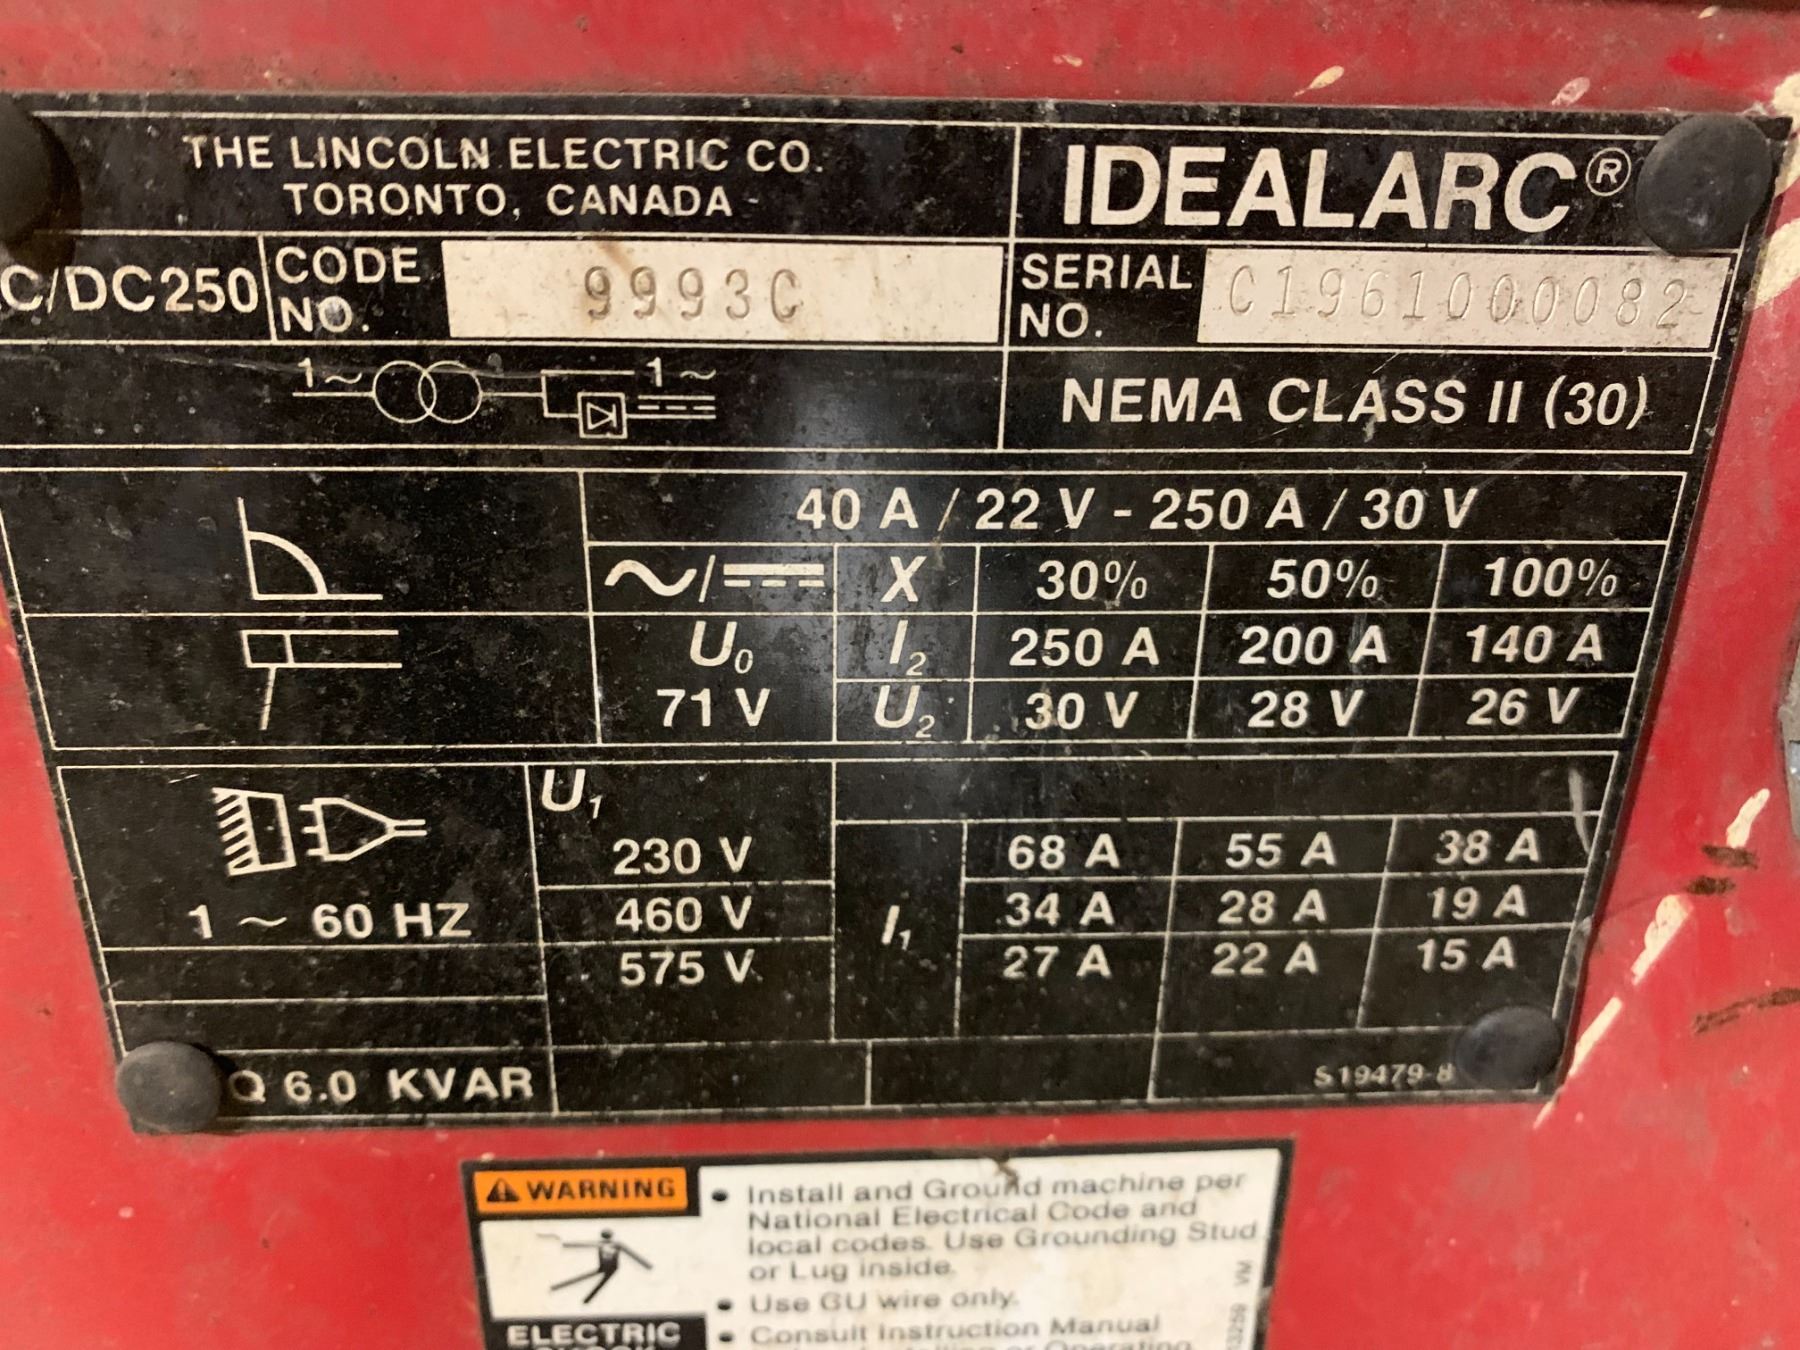 THE LINCOLN ELECTRIC CO.
TORONTO, CANADA
IDEALARC®
C/DC250 CODE NO. 9993C
SERIAL NO. C1961000082
1~ 1~
NEMA CLASS II (30)
40 A / 22 V - 250 A / 30 V
~/⎓ X 30% 50% 100%
U0 I2 250 A 200 A 140 A
71 V U2 30 V 28 V 26 V
U1
230 V 68 A 55 A 38 A
1 ~ 60 HZ 460 V I1 34 A 28 A 19 A
575 V 27 A 22 A 15 A
Q 6.0 KVAR
S19479-8
WARNING
ELECTRIC
• Install and Ground machine per
National Electrical Code and
local codes. Use Grounding Stud
or Lug inside.
• Use CU wire only.
• Consult Instruction Manual
or Operating
VM